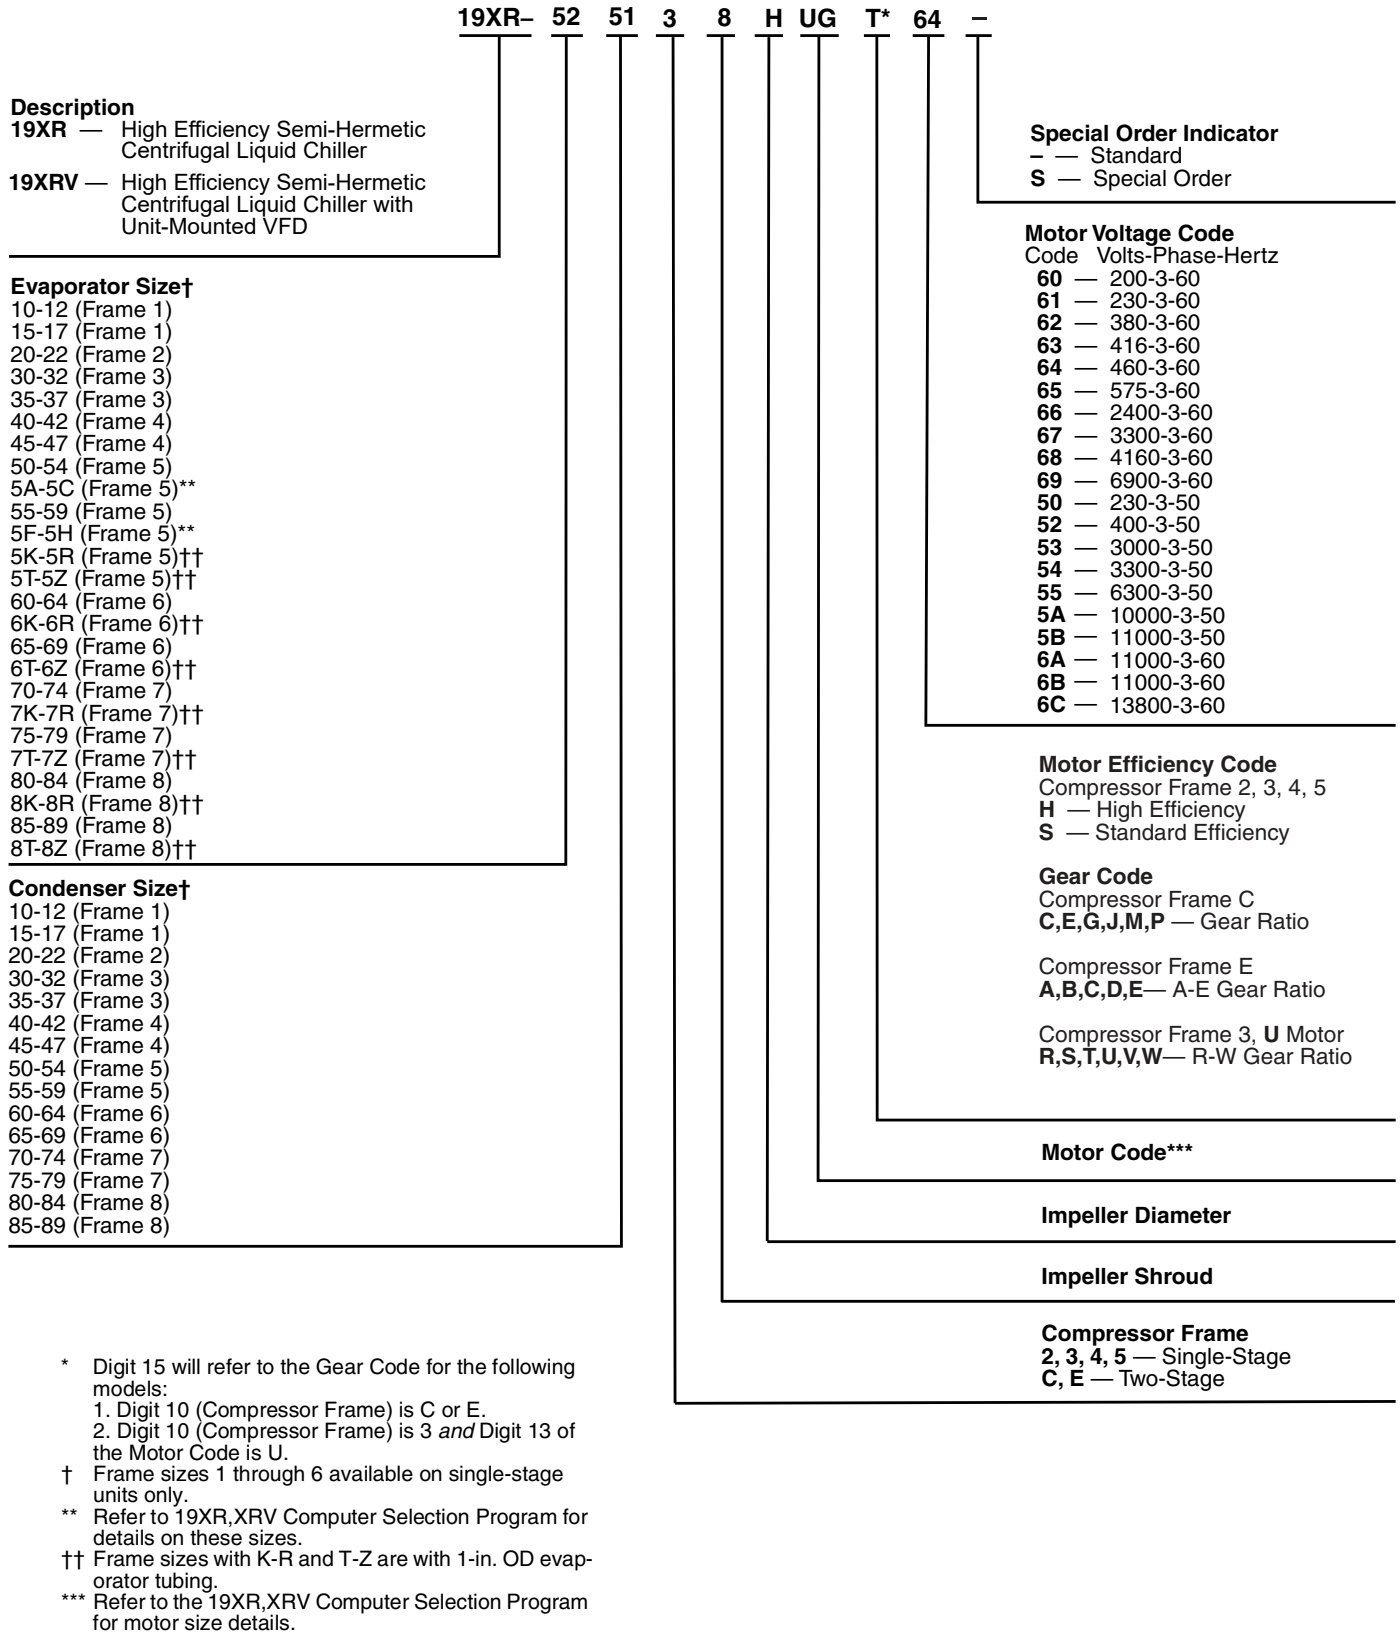 19XR– 52 51 3 8 H UG T* 64 –
Description
19XR — High Efficiency Semi-Hermetic
Centrifugal Liquid Chiller
19XRV — High Efficiency Semi-Hermetic
Centrifugal Liquid Chiller with
Unit-Mounted VFD
Evaporator Size†
10-12 (Frame 1)
15-17 (Frame 1)
20-22 (Frame 2)
30-32 (Frame 3)
35-37 (Frame 3)
40-42 (Frame 4)
45-47 (Frame 4)
50-54 (Frame 5)
5A-5C (Frame 5)**
55-59 (Frame 5)
5F-5H (Frame 5)**
5K-5R (Frame 5)††
5T-5Z (Frame 5)††
60-64 (Frame 6)
6K-6R (Frame 6)††
65-69 (Frame 6)
6T-6Z (Frame 6)††
70-74 (Frame 7)
7K-7R (Frame 7)††
75-79 (Frame 7)
7T-7Z (Frame 7)††
80-84 (Frame 8)
8K-8R (Frame 8)††
85-89 (Frame 8)
8T-8Z (Frame 8)††
Condenser Size†
10-12 (Frame 1)
15-17 (Frame 1)
20-22 (Frame 2)
30-32 (Frame 3)
35-37 (Frame 3)
40-42 (Frame 4)
45-47 (Frame 4)
50-54 (Frame 5)
55-59 (Frame 5)
60-64 (Frame 6)
65-69 (Frame 6)
70-74 (Frame 7)
75-79 (Frame 7)
80-84 (Frame 8)
85-89 (Frame 8)
Special Order Indicator
– — Standard
S — Special Order
Motor Voltage Code
Code Volts-Phase-Hertz
60 — 200-3-60
61 — 230-3-60
62 — 380-3-60
63 — 416-3-60
64 — 460-3-60
65 — 575-3-60
66 — 2400-3-60
67 — 3300-3-60
68 — 4160-3-60
69 — 6900-3-60
50 — 230-3-50
52 — 400-3-50
53 — 3000-3-50
54 — 3300-3-50
55 — 6300-3-50
5A — 10000-3-50
5B — 11000-3-50
6A — 11000-3-60
6B — 11000-3-60
6C — 13800-3-60
Motor Efficiency Code
Compressor Frame 2, 3, 4, 5
H — High Efficiency
S — Standard Efficiency
Gear Code
Compressor Frame C
C,E,G,J,M,P — Gear Ratio
Compressor Frame E
A,B,C,D,E— A-E Gear Ratio
Compressor Frame 3, U Motor
R,S,T,U,V,W— R-W Gear Ratio
Motor Code***
Impeller Diameter
Impeller Shroud
Compressor Frame
2, 3, 4, 5 — Single-Stage
C, E — Two-Stage
* Digit 15 will refer to the Gear Code for the following
models:
1. Digit 10 (Compressor Frame) is C or E.
2. Digit 10 (Compressor Frame) is 3 and Digit 13 of
the Motor Code is U.
† Frame sizes 1 through 6 available on single-stage
units only.
** Refer to 19XR,XRV Computer Selection Program for
details on these sizes.
†† Frame sizes with K-R and T-Z are with 1-in. OD evap-
orator tubing.
*** Refer to the 19XR,XRV Computer Selection Program
for motor size details.